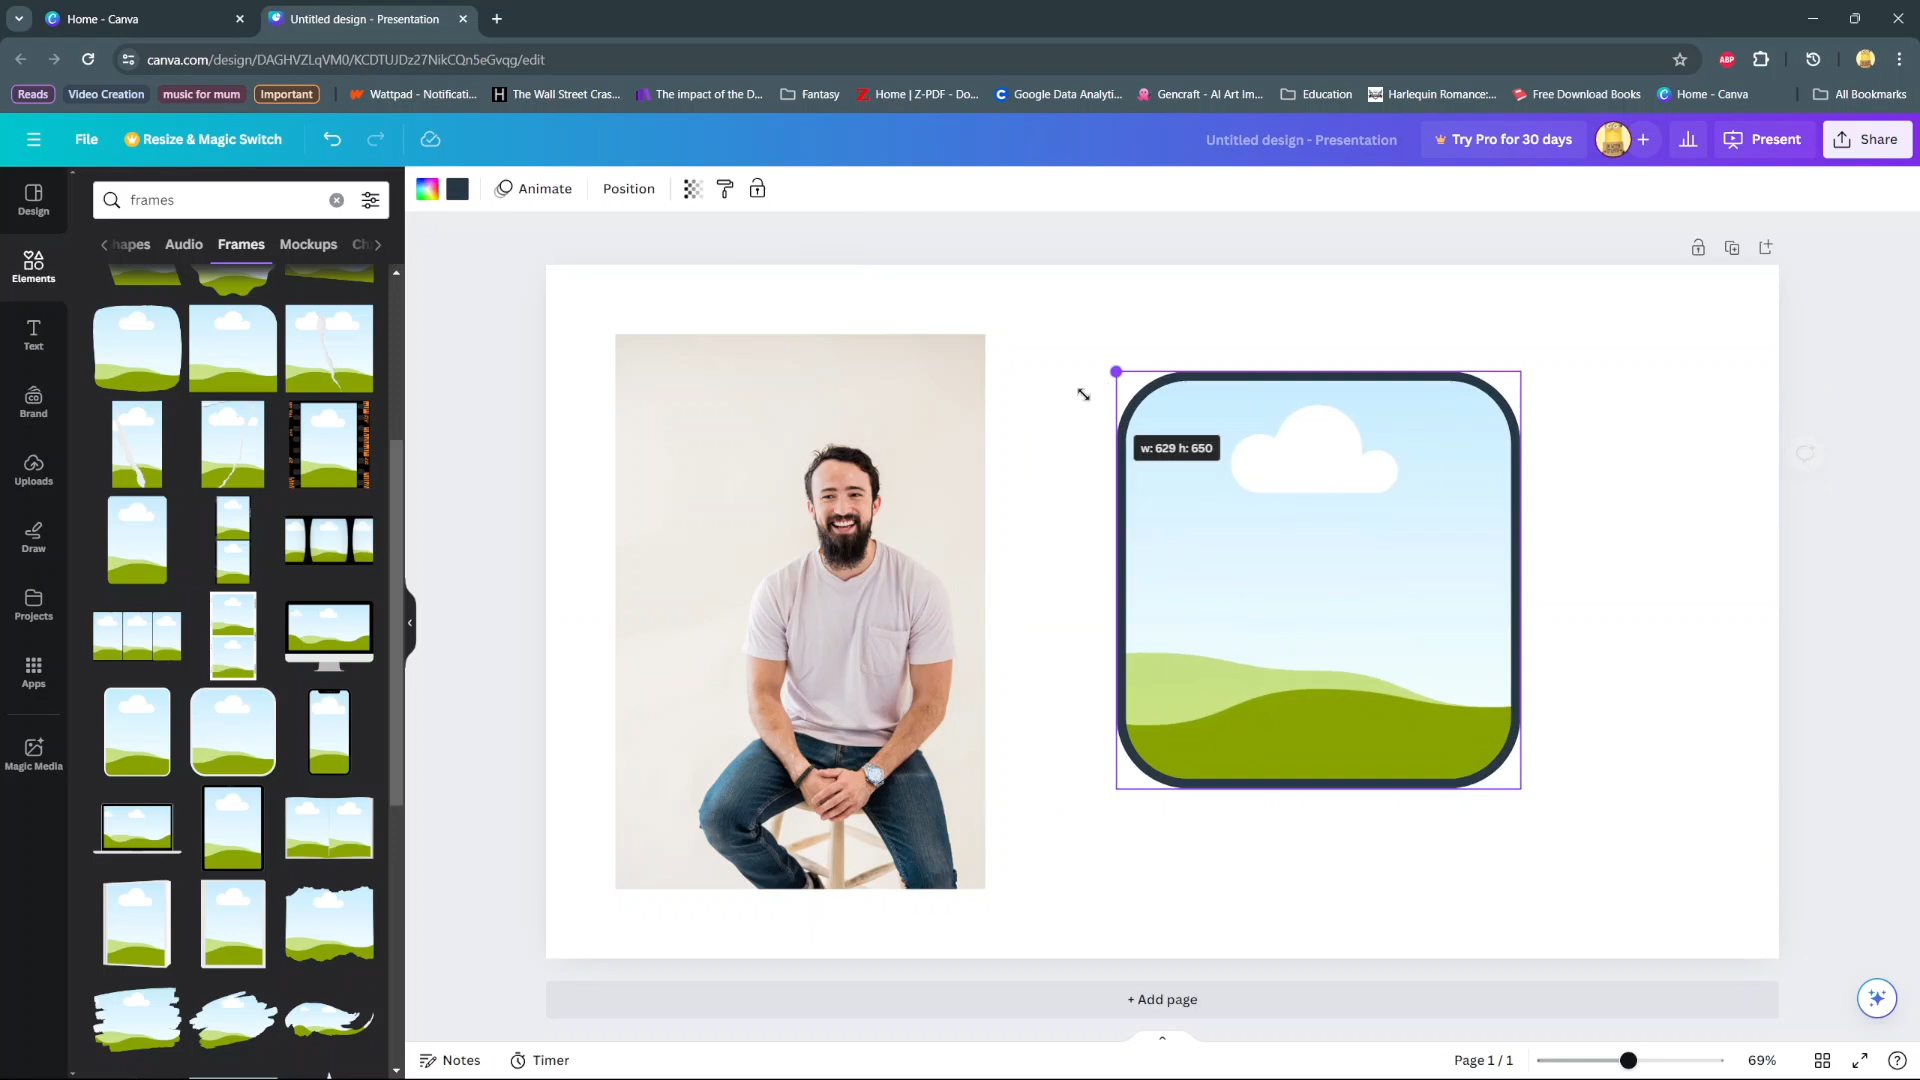 Home - Canva
Untitled design - Presentation
canva.com/design/DAGHVZLqVM0/KCDTUJDz27NikCQn5eGvqg/edit
ABP
Reads
Video Creation
music for mum
Important
Wattpad - Notificati...
The Wall Street Cras...
The impact of the D...
Fantasy
Home | Z-PDF - Do...
Google Data Analyti...
Gencraft - AI Art Im...
Education
Harlequin Romance:...
Free Download Books
Home - Canva
All Bookmarks
File
Resize & Magic Switch
Untitled design - Presentation
Try Pro for 30 days
Present
Share
Design
Elements
Text
Brand
Uploads
Draw
Projects
Apps
Magic Media
frames
hapes
Audio
Frames
Mockups
Ch
Animate
Position
w: 629 h: 650
+ Add page
Notes
Timer
Page 1 / 1
69%